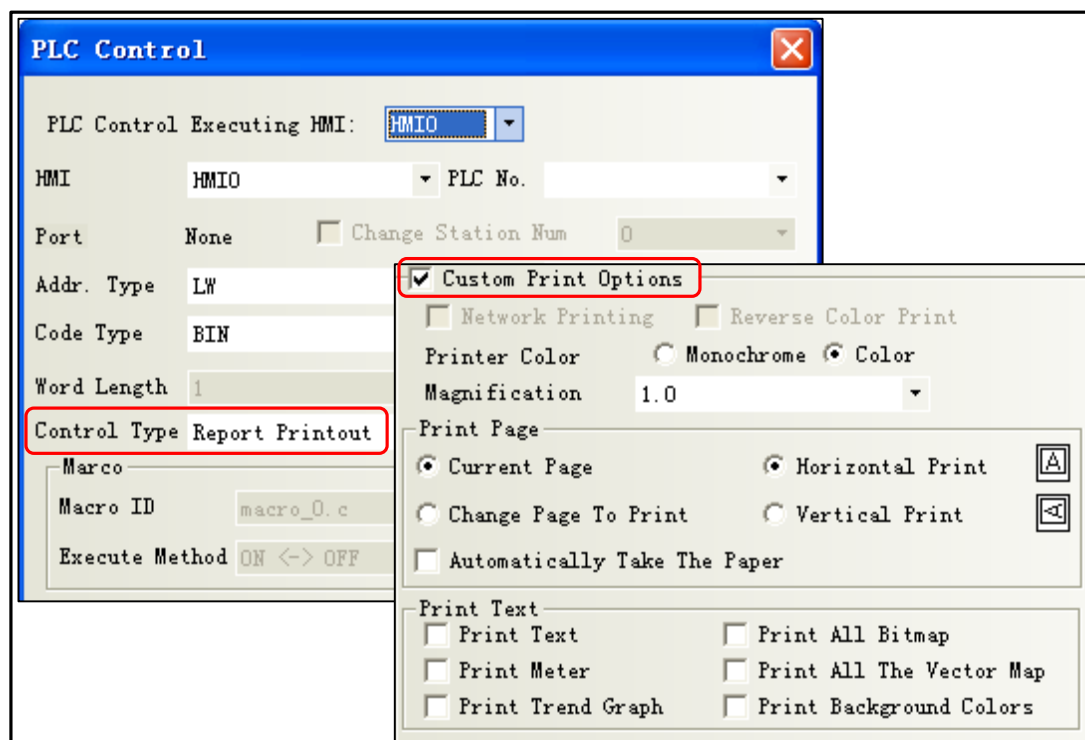 PLC Control
PLC Control Executing HMI: HMI0
HMI HMI0 PLC No.
Port None Change Station Num 0
Addr. Type LW
Code Type BIN
Word Length 1
Control Type Report Printout
Marco
Macro ID macro_0.c
Execute Method ON <-> OFF
Custom Print Options
Network Printing Reverse Color Print
Printer Color Monochrome Color
Magnification 1.0
Print Page
Current Page Horizontal Print A
Change Page To Print Vertical Print A
Automatically Take The Paper
Print Text
Print Text Print All Bitmap
Print Meter Print All The Vector Map
Print Trend Graph Print Background Colors